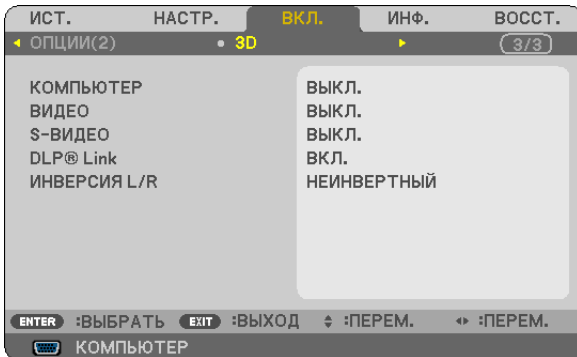 ИСТ. НАСТР. ВКЛ. ИНФ. ВОССТ.
ОПЦИИ(2) 3D 3/3
КОМПЬЮТЕР ВЫКЛ.
ВИДЕО ВЫКЛ.
S-ВИДЕО ВЫКЛ.
DLP® Link ВКЛ.
ИНВЕРСИЯ L/R НЕИНВЕРТНЫЙ
ENTER :ВЫБРАТЬ EXIT :ВЫХОД :ПЕРЕМ. :ПЕРЕМ.
КОМПЬЮТЕР